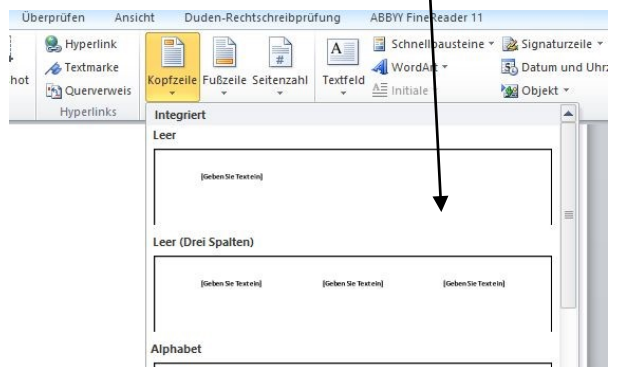 Überprüfen Ansicht Duden-Rechtschreibprüfung ABBYY FineReader 11
Hyperlink Schnellbausteine Signaturzeile
hot Textmarke Kopfzeile Fußzeile Seitenzahl Textfeld WordArt Datum und Uhrz
Querverweis Initiale Objekt
Hyperlinks
Integriert
Leer
[Geben Sie Text ein]
Leer (Drei Spalten)
[Geben Sie Text ein] [Geben Sie Text ein] [Geben Sie Text ein]
Alphabet